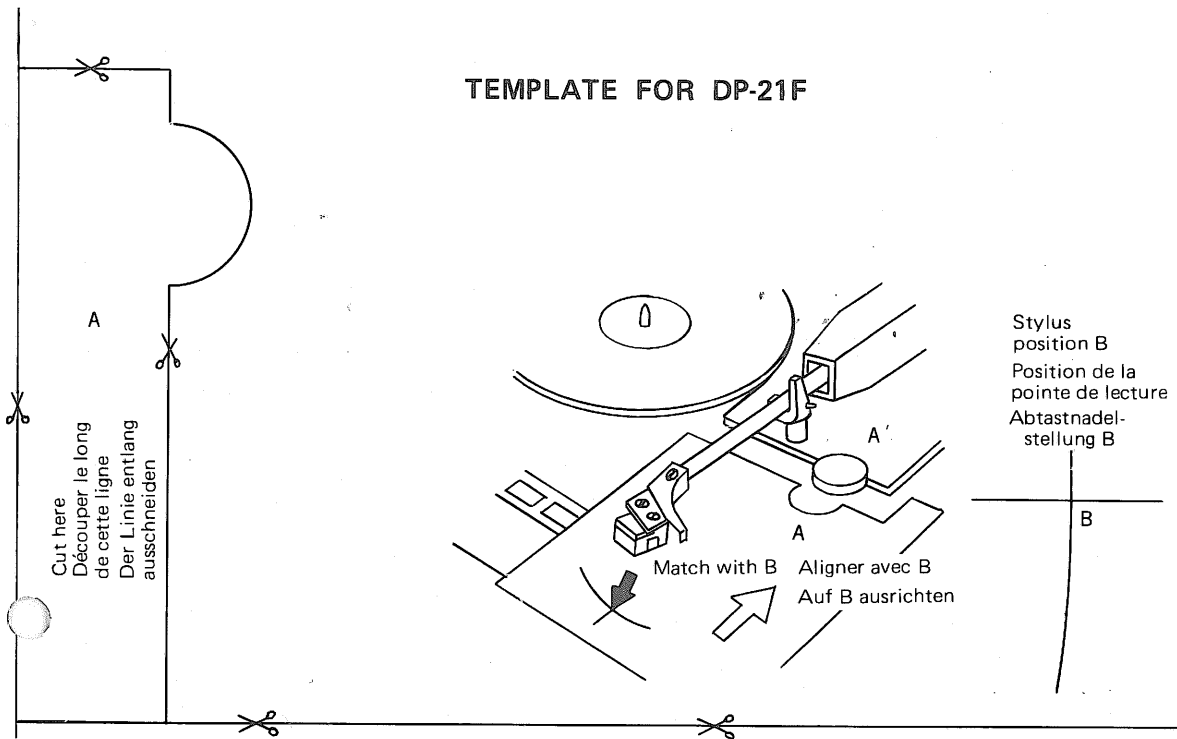 TEMPLATE FOR DP-21F
A
Cut here
Découper le long
de cette ligne
Der Linie entlang
ausschneiden
A′
A
Match with B
Aligner avec B
Auf B ausrichten
Stylus
position B
Position de la
pointe de lecture
Abtastnadel-
stellung B
B